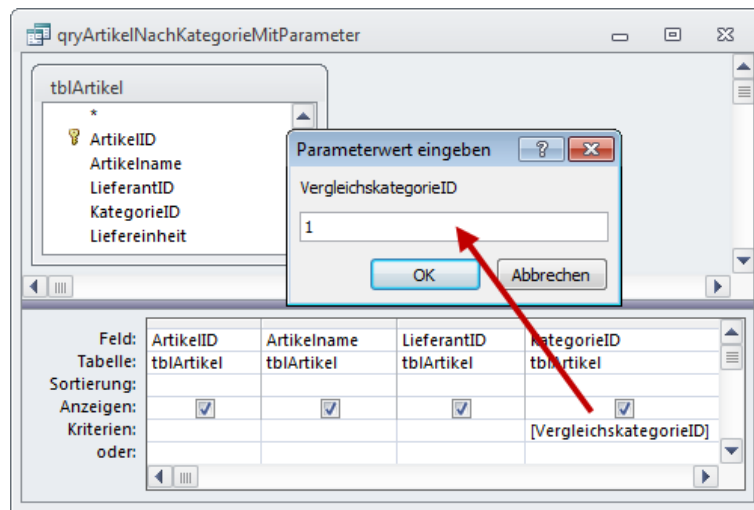 qryArtikelNachKategorieMitParameter
tblArtikel
*
ArtikelID
Artikelname
LieferantID
KategorieID
Liefereinheit
Parameterwert eingeben
?
VergleichskategorieID
1
OK
Abbrechen
Feld: ArtikelID Artikelname LieferantID KategorieID
Tabelle: tblArtikel tblArtikel tblArtikel tblArtikel
Sortierung:
Anzeigen:
Kriterien: [VergleichskategorieID]
oder: